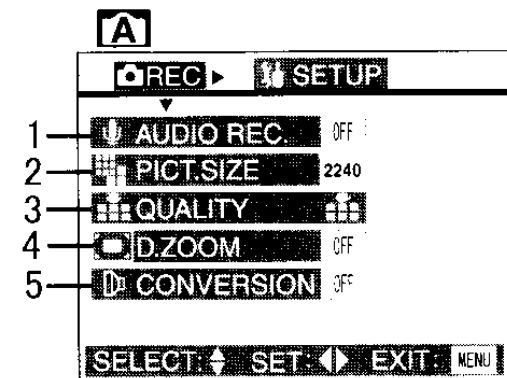 A
REC SETUP
1 AUDIO REC. OFF
2 PICT.SIZE 2240
3 QUALITY
4 D.ZOOM OFF
5 CONVERSION OFF
SELECT: SET: EXIT: MENU